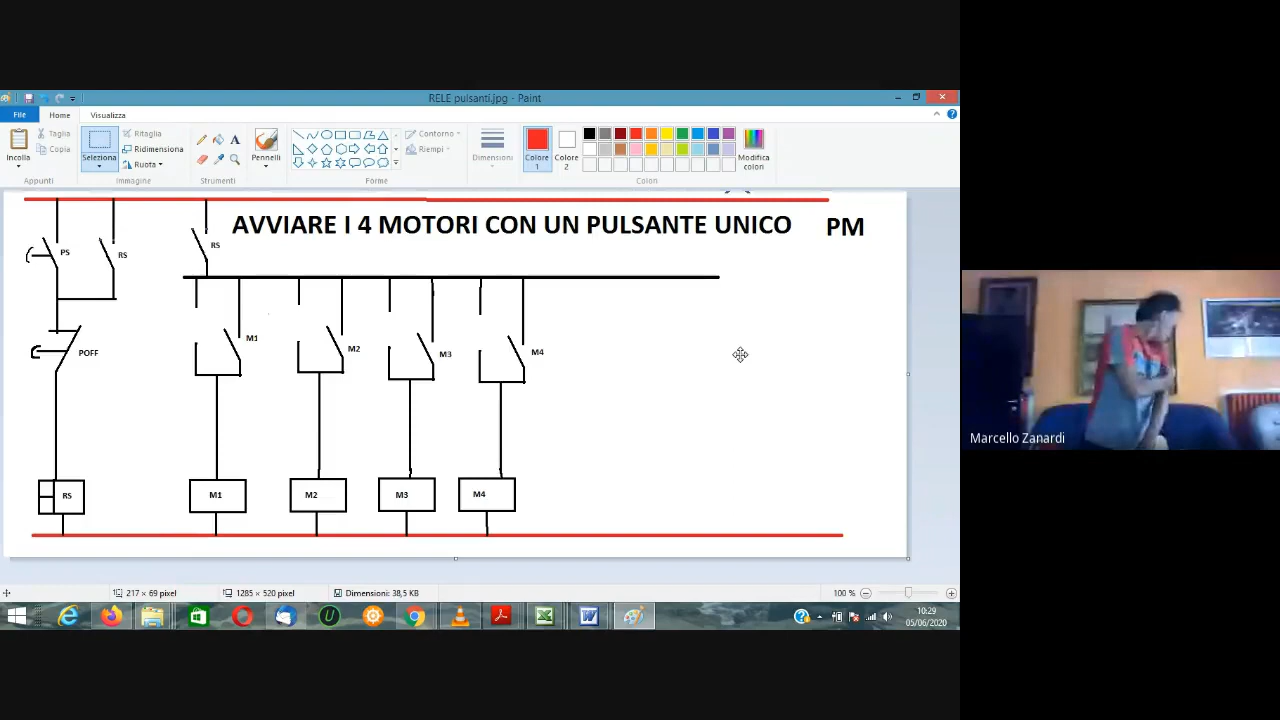 RELE pulsanti.jpg - Paint
File
Home
Visualizza
Incolla
Taglia
Copia
Appunti
Seleziona
Ritoglia
Ridimensiona
Ruota
Immagine
Strumenti
Pennelli
Contorno
Riempi
Forme
Dimensioni
Colore 1
Colore 2
Modifica colori
Colori
AVVIARE I 4 MOTORI CON UN PULSANTE UNICO
PM
PS
RS
RS
POFF
M1
M2
M3
M4
RS
M1
M2
M3
M4
217 × 69 pixel
1285 × 520 pixel
Dimensioni: 38,5 KB
100 %
10:29
05/06/2020
Marcello Zanardi